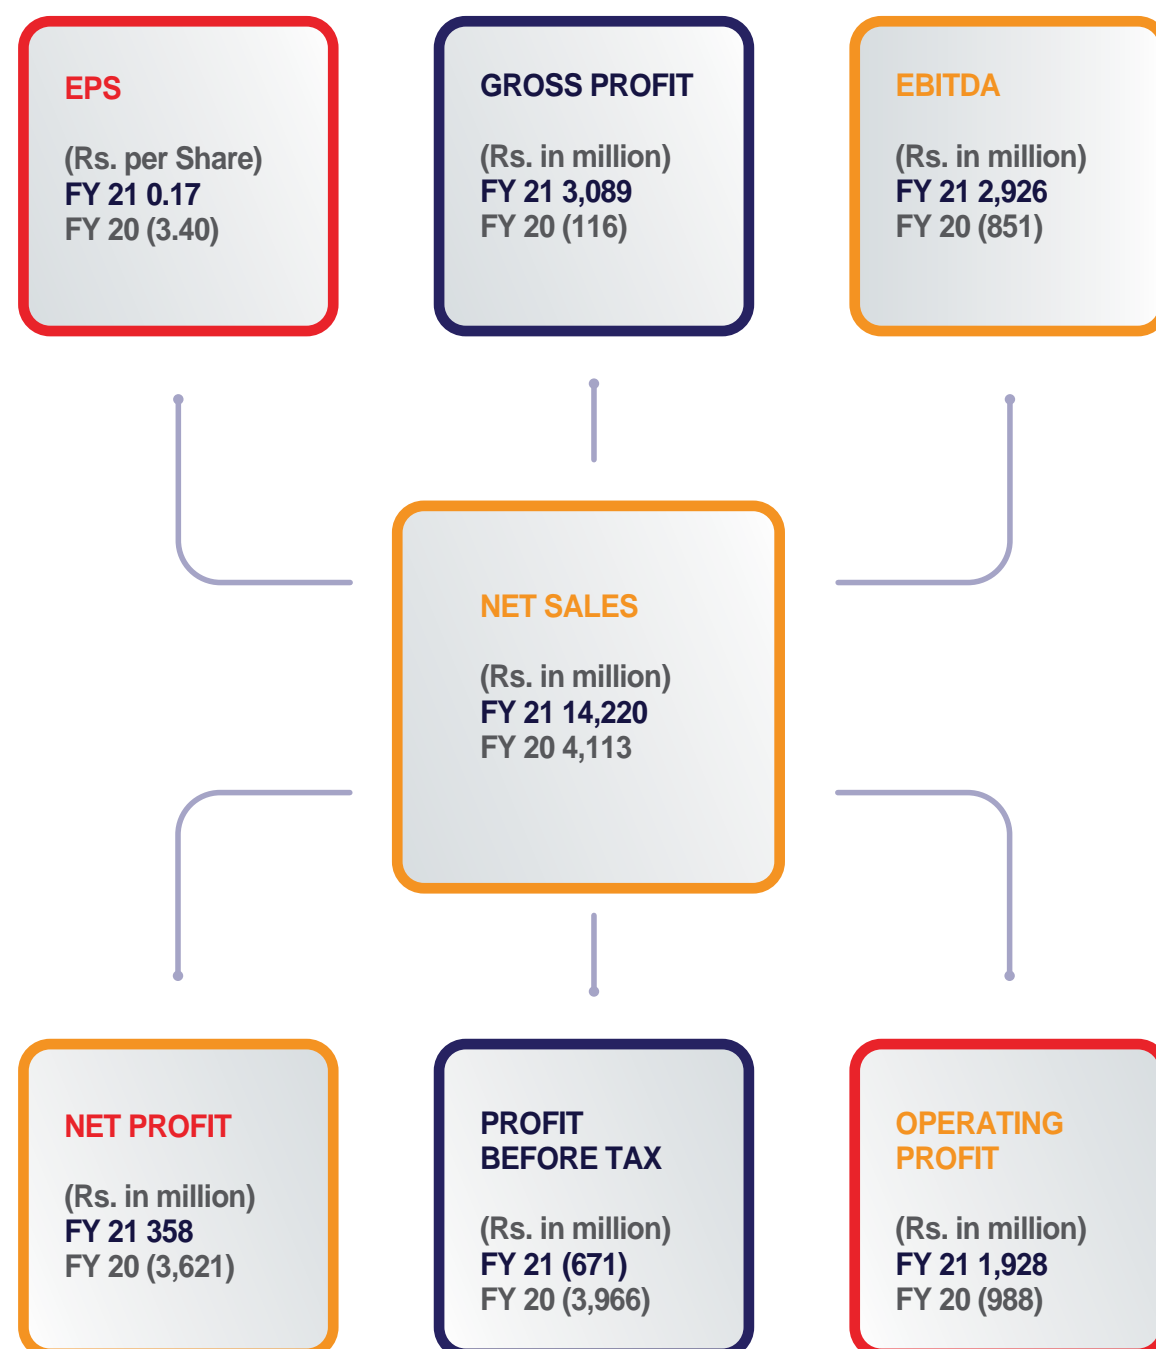 EPS
(Rs. per Share)
FY 21 0.17
FY 20 (3.40)
GROSS PROFIT
(Rs. in million)
FY 21 3,089
FY 20 (116)
EBITDA
(Rs. in million)
FY 21 2,926
FY 20 (851)
NET SALES
(Rs. in million)
FY 21 14,220
FY 20 4,113
NET PROFIT
(Rs. in million)
FY 21 358
FY 20 (3,621)
PROFIT
BEFORE TAX
(Rs. in million)
FY 21 (671)
FY 20 (3,966)
OPERATING
PROFIT
(Rs. in million)
FY 21 1,928
FY 20 (988)